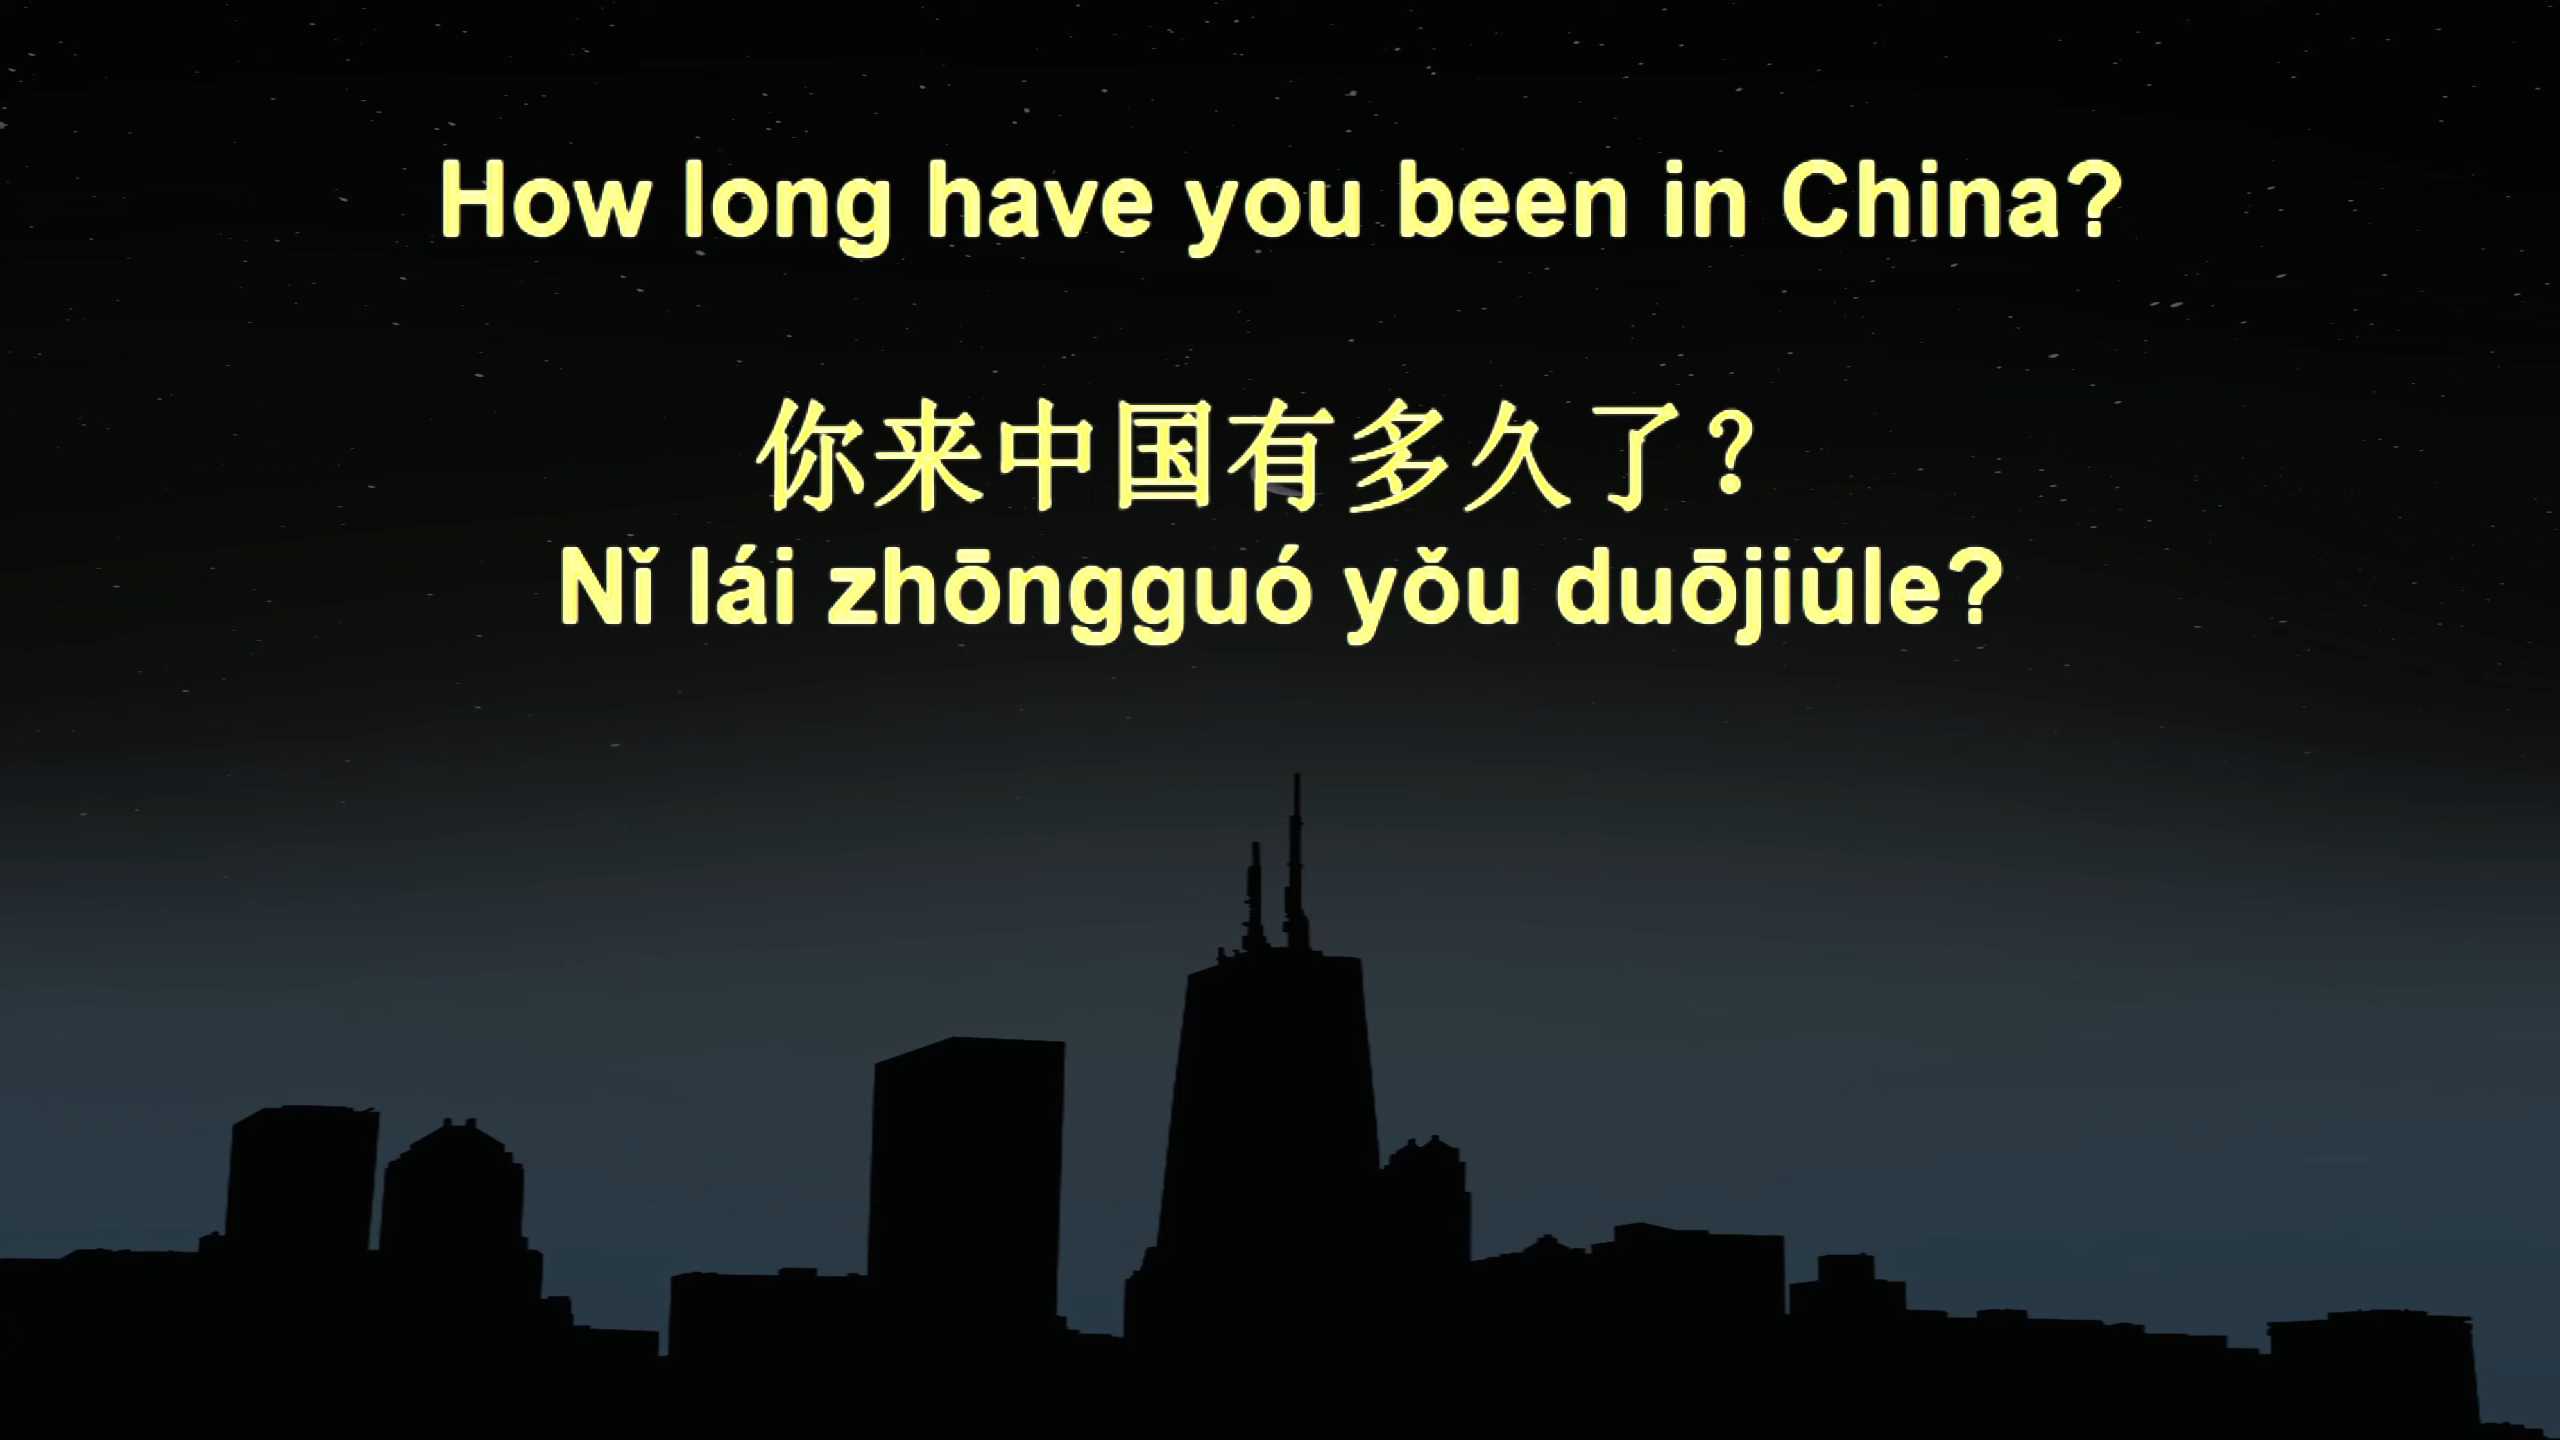 How long have you been in China?
你来中国有多久了？
Nǐ lái zhōngguó yǒu duōjiǔle?